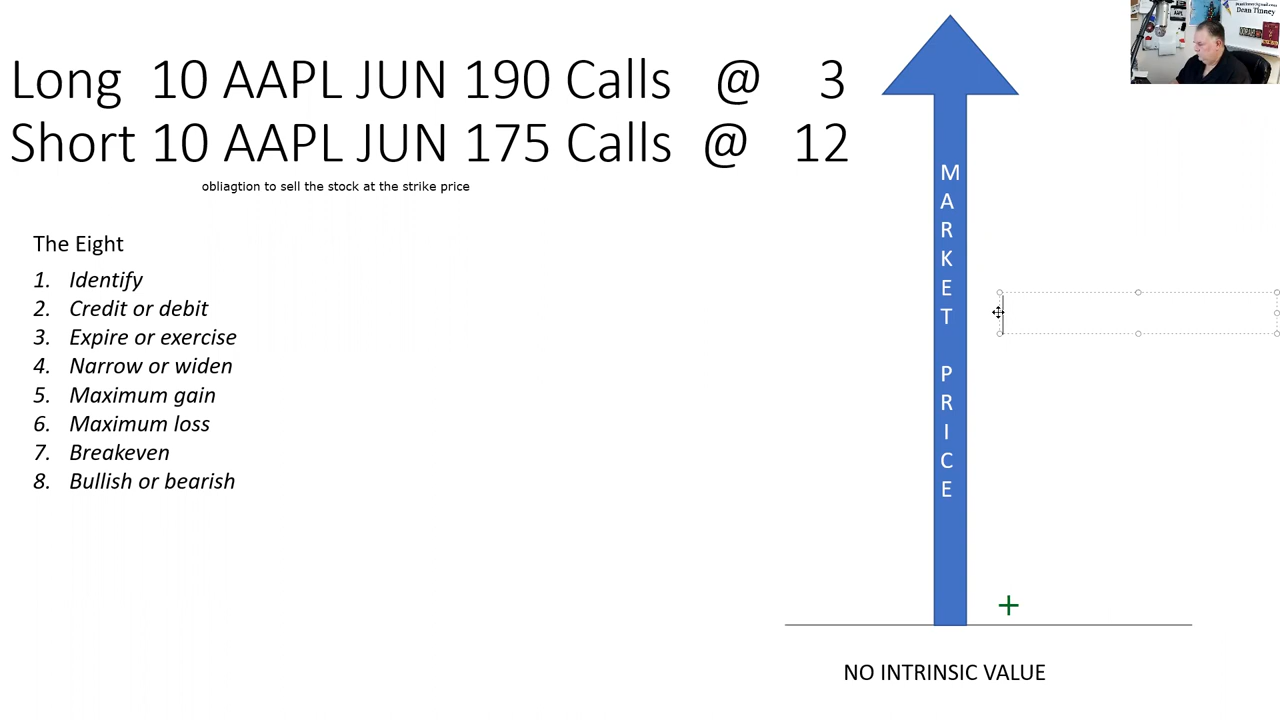 Long 10 AAPL JUN 190 Calls @ 3
Short 10 AAPL JUN 175 Calls @ 12
obliagtion to sell the stock at the strike price
The Eight
1. Identify
2. Credit or debit
3. Expire or exercise
4. Narrow or widen
5. Maximum gain
6. Maximum loss
7. Breakeven
8. Bullish or bearish
MARKET PRICE
+
NO INTRINSIC VALUE
Dean Tinney